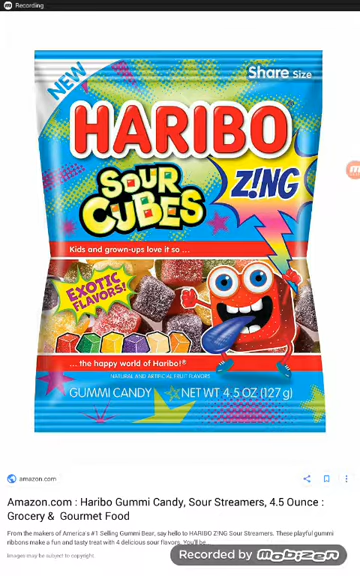 Recording
NEW
Share Size
HARIBO
SOUR
CUBES
Z!NG
Kids and grown-ups love it so ...
EXOTIC
FLAVORS!
... the happy world of Haribo!®
NATURAL AND ARTIFICIAL FRUIT FLAVORS
GUMMI CANDY NET WT 4.5 OZ (127g)
amazon.com
Amazon.com : Haribo Gummi Candy, Sour Streamers, 4.5 Ounce :
Grocery & Gourmet Food
From the makers of America's #1 Selling Gummi Bear, say hello to HARIBO Z!NG Sour Streamers. These playful gummi
ribbons make a fun and tasty treat with 4 delicious sour flavors. You'll be...
Images may be subject to copyright.
Recorded by mobizen